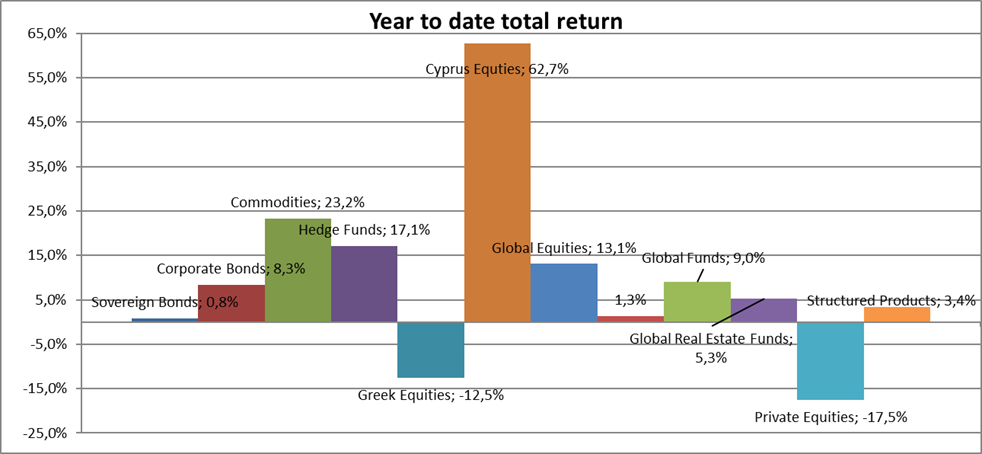 Year to date total return
65,0%
55,0%
45,0%
35,0%
25,0%
15,0%
5,0%
-5,0%
-15,0%
-25,0%
Sovereign Bonds; 0,8%
Corporate Bonds; 8,3%
Commodities; 23,2%
Hedge Funds; 17,1%
Greek Equities; -12,5%
Cyprus Equties; 62,7%
Global Equities; 13,1%
1,3%
Global Funds; 9,0%
Global Real Estate Funds;
5,3%
Private Equities; -17,5%
Structured Products; 3,4%